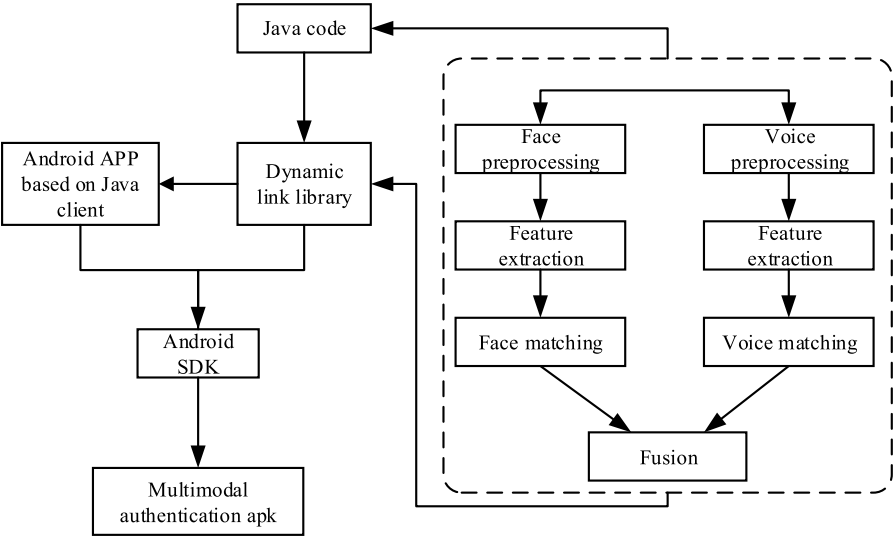 Java code
Android APP
based on Java
client
Dynamic
link library
Android
SDK
Multimodal
authentication apk
Face
preprocessing
Feature
extraction
Face matching
Voice
preprocessing
Feature
extraction
Voice matching
Fusion